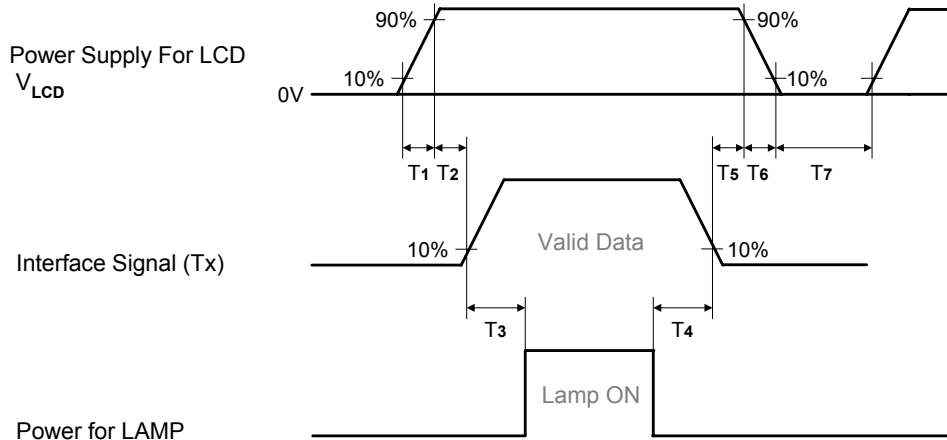 90%
90%
Power Supply For LCD
VLCD
10%
10%
0V
T1 T2
T5 T6
T7
Valid Data
10%
10%
Interface Signal (Tx)
T3
T4
Lamp ON
Power for LAMP